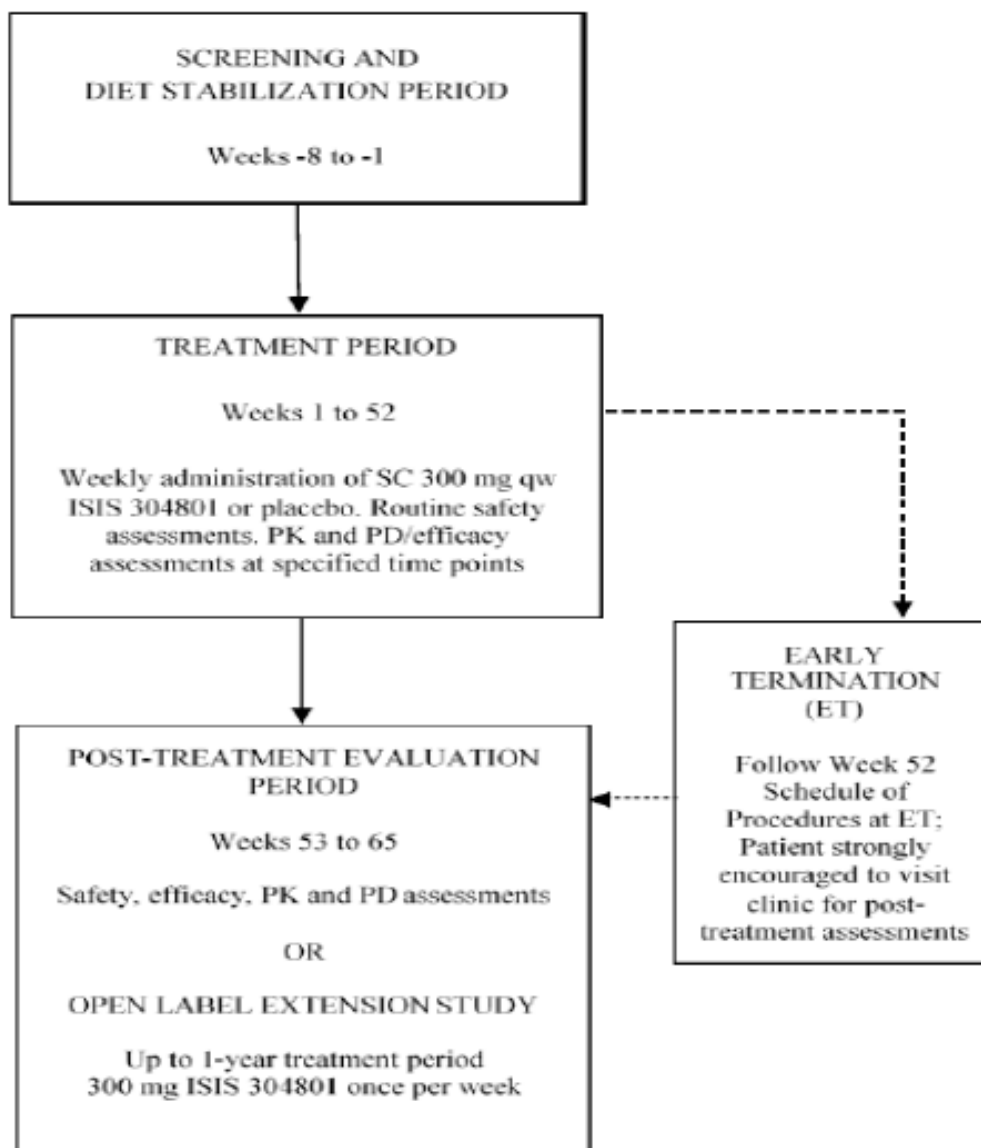 SCREENING AND
DIET STABILIZATION PERIOD
Weeks -8 to -1
TREATMENT PERIOD
Weeks 1 to 52
Weekly administration of SC 300 mg qw
ISIS 304801 or placebo. Routine safety
assessments. PK and PD/efficacy
assessments at specified time points
EARLY
TERMINATION
(ET)
Follow Week 52
Schedule of
Procedures at ET;
Patient strongly
encouraged to visit
clinic for post-
treatment assessments
POST-TREATMENT EVALUATION
PERIOD
Weeks 53 to 65
Safety, efficacy, PK and PD assessments
OR
OPEN LABEL EXTENSION STUDY
Up to 1-year treatment period
300 mg ISIS 304801 once per week